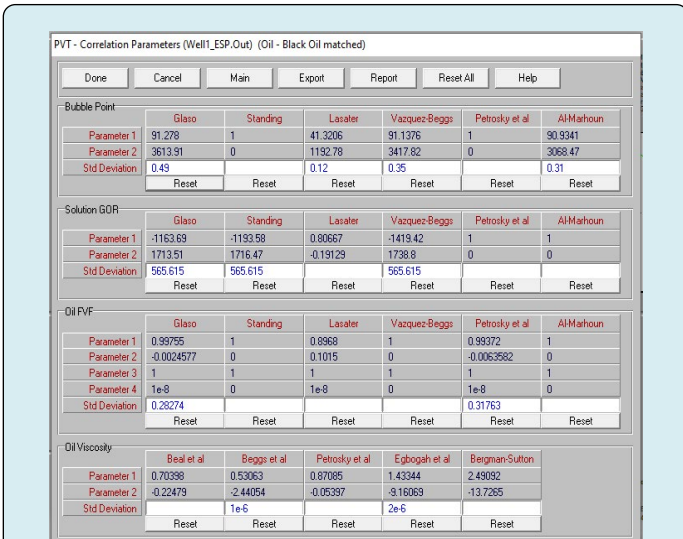 PVT - Correlation Parameters (Well1_ESP.Out) (Oil - Black Oil matched)
Done Cancel Main Export Report Reset All Help
Bubble Point
Glaso Standing Lasater Vazquez-Beggs Petrosky et al Al-Marhoun
Parameter 1 91.278 1 41.3206 91.1376 1 90.9341
Parameter 2 3613.91 0 1192.78 3417.82 0 3068.47
Std Deviation 0.49 0.12 0.35 0.31
Reset Reset Reset Reset Reset Reset
Solution GOR
Glaso Standing Lasater Vazquez-Beggs Petrosky et al Al-Marhoun
Parameter 1 -1163.69 -1193.58 0.80667 -1419.42 1 1
Parameter 2 1713.51 1716.47 -0.19129 1738.8 0 0
Std Deviation 565.615 565.615 565.615
Reset Reset Reset Reset Reset Reset
Oil FVF
Glaso Standing Lasater Vazquez-Beggs Petrosky et al Al-Marhoun
Parameter 1 0.99755 1 0.8968 1 0.99372 1
Parameter 2 -0.0024577 0 0.1015 0 -0.0063582 0
Parameter 3 1 1 1 1 1 1
Parameter 4 1e-8 0 1e-8 0 1e-8 0
Std Deviation 0.28274 0.31763
Reset Reset Reset Reset Reset Reset
Oil Viscosity
Beal et al Beggs et al Petrosky et al Egbogah et al Bergman-Sutton
Parameter 1 0.70398 0.53063 0.87085 1.43344 2.49092
Parameter 2 -0.22479 -2.44054 -0.05397 -9.16069 -13.7265
Std Deviation 1e-6 2e-6
Reset Reset Reset Reset Reset